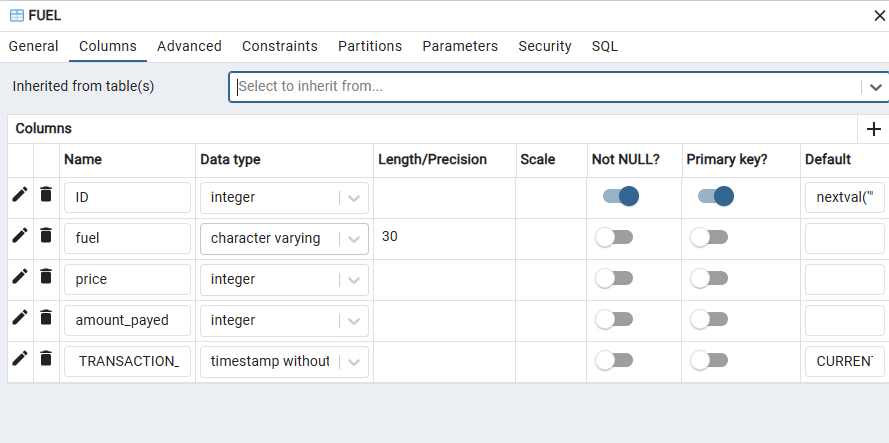 FUEL
General Columns Advanced Constraints Partitions Parameters Security SQL
Inherited from table(s) Select to inherit from...
Columns
Name Data type Length/Precision Scale Not NULL? Primary key? Default
ID integer nextval('"
fuel character varying 30
price integer
amount_payed integer
TRANSACTION_ timestamp without CURREN